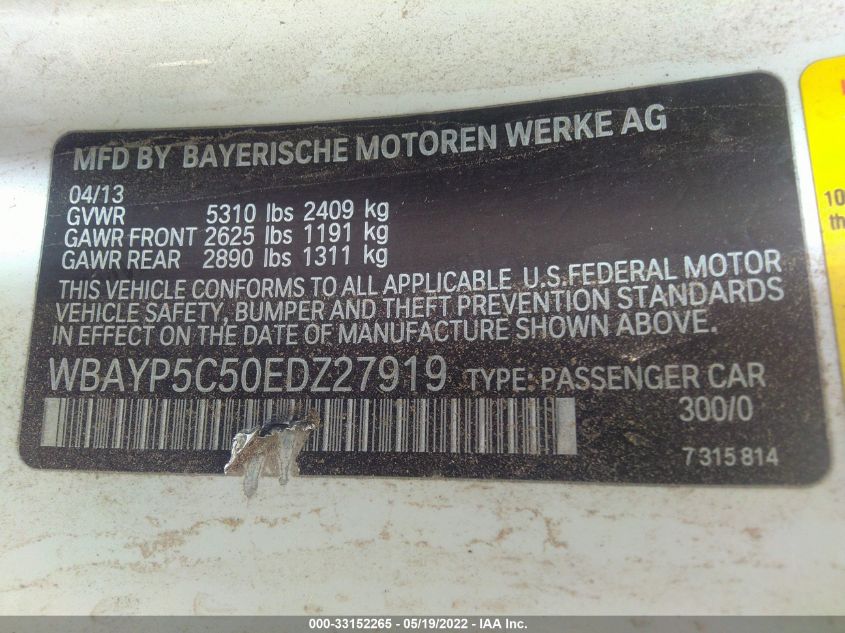 MFD BY BAYERISCHE MOTOREN WERKE AG
04/13
GVWR 5310 lbs 2409 kg
GAWR FRONT 2625 lbs 1191 kg
GAWR REAR 2890 lbs 1311 kg
THIS VEHICLE CONFORMS TO ALL APPLICABLE U.S.FEDERAL MOTOR
VEHICLE SAFETY, BUMPER AND THEFT PREVENTION STANDARDS
IN EFFECT ON THE DATE OF MANUFACTURE SHOWN ABOVE.
WBAYP5C50EDZ27919 TYPE: PASSENGER CAR
300/0
7 315 814
10
th
000-33152265 - 05/19/2022 - IAA Inc.